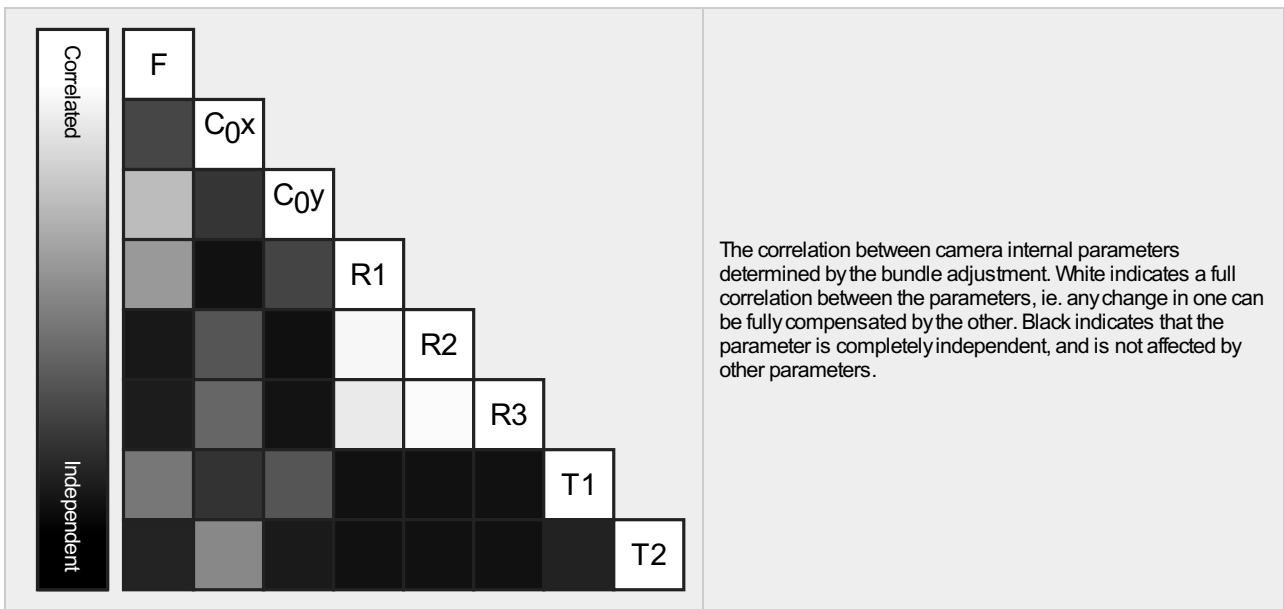 Correlated
Independent
F
C0x
C0y
R1
R2
R3
T1
T2
The correlation between camera internal parameters
determined by the bundle adjustment. White indicates a full
correlation between the parameters, ie. any change in one can
be fully compensated by the other. Black indicates that the
parameter is completely independent, and is not affected by
other parameters.